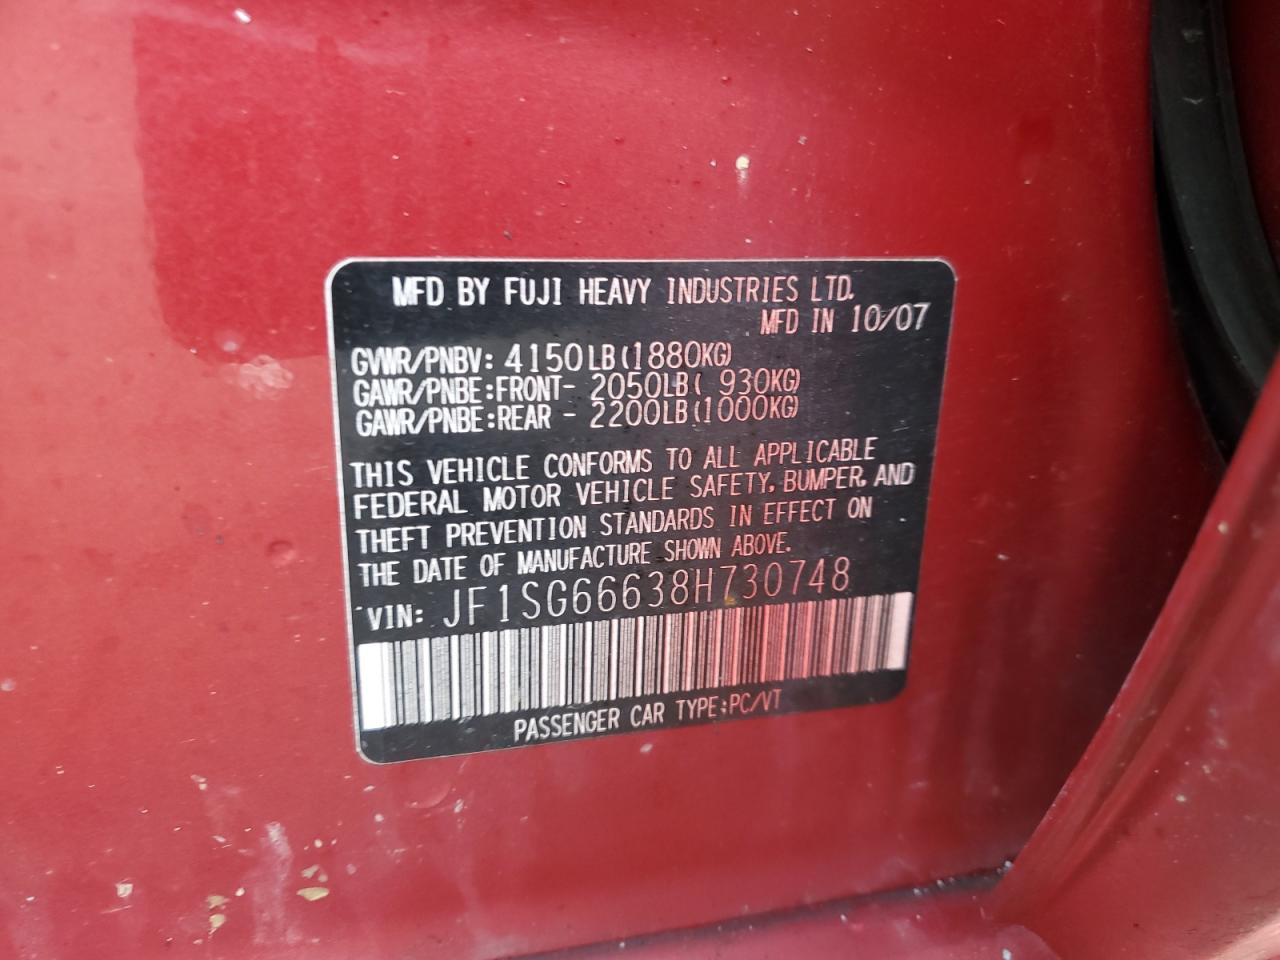 MFD BY FUJI HEAVY INDUSTRIES LTD.
MFD IN 10/07
GVWR/PNBV: 4150LB(1880KG)
GAWR/PNBE:FRONT- 2050LB( 930KG)
GAWR/PNBE:REAR - 2200LB(1000KG)
THIS VEHICLE CONFORMS TO ALL APPLICABLE
FEDERAL MOTOR VEHICLE SAFETY, BUMPER, AND
THEFT PREVENTION STANDARDS IN EFFECT ON
THE DATE OF MANUFACTURE SHOWN ABOVE.
VIN: JF1SG66638H730748
PASSENGER CAR TYPE:PC/VT